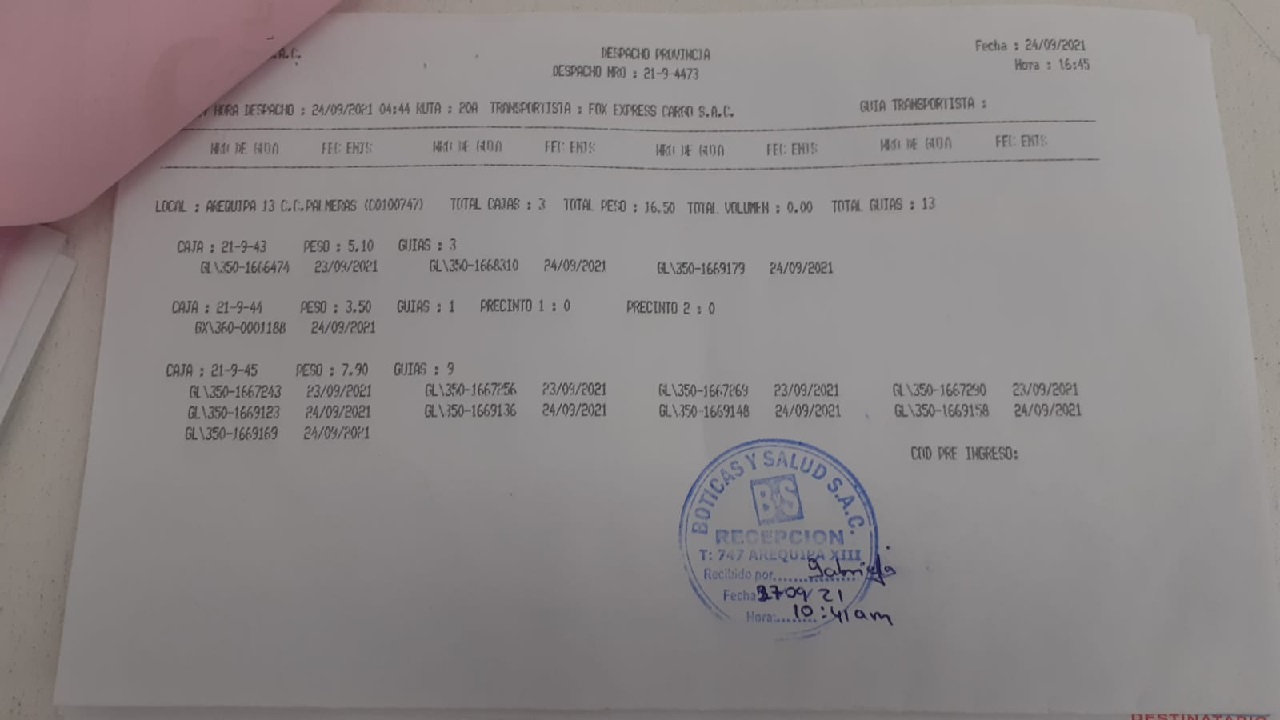 A.C. DESPACHO PROVINCIA Fecha : 24/09/2021
DESPACHO NRO : 21-9-4473 Hora : 16:45
HORA DESPACHO : 24/09/2021 04:44 RUTA : 20A TRANSPORTISTA : FOX EXPRESS CARGO S.A.C. GUIA TRANSPORTISTA :
NRO DE GUIA FEC EMIS NRO DE GUIA FEC EMIS NRO DE GUIA FEC EMIS NRO DE GUIA FEC EMIS
LOCAL : AREQUIPA 13 C.C.PALMERAS (C0100747) TOTAL CAJAS : 3 TOTAL PESO : 16.50 TOTAL VOLUMEN : 0.00 TOTAL GUIAS : 13
CAJA : 21-9-43 PESO : 5.10 GUIAS : 3
GL\350-1666474 23/09/2021 GL\350-1668310 24/09/2021 GL\350-1669179 24/09/2021
CAJA : 21-9-44 PESO : 3.50 GUIAS : 1 PRECINTO 1 : 0 PRECINTO 2 : 0
GX\360-0001188 24/09/2021
CAJA : 21-9-45 PESO : 7.90 GUIAS : 9
GL\350-1667243 23/09/2021 GL\350-1667256 23/09/2021 GL\350-1667269 23/09/2021 GL\350-1667290 23/09/2021
GL\350-1669123 24/09/2021 GL\350-1669136 24/09/2021 GL\350-1669148 24/09/2021 GL\350-1669158 24/09/2021
GL\350-1669169 24/09/2021
COD PRE INGRESO:
BOTICAS Y SALUD S.A.C.
B&S
RECEPCION
T: 747 AREQUIPA XIII
Recibido por Gabriela
Fecha 27 09/21
Hora: 10:41am
DESTINATARIO